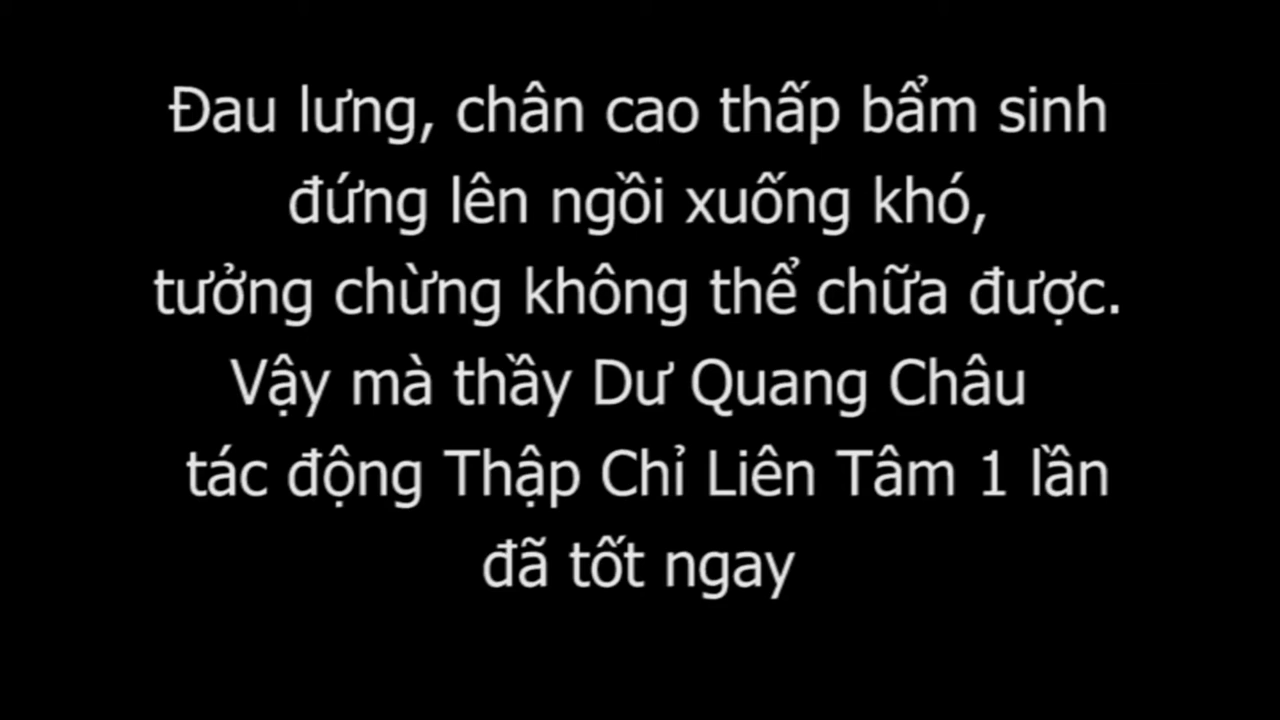 Đau lưng, chân cao thấp bẩm sinh
đứng lên ngồi xuống khó,
tưởng chừng không thể chữa được.
Vậy mà thầy Dư Quang Châu
tác động Thập Chỉ Liên Tâm 1 lần
đã tốt ngay